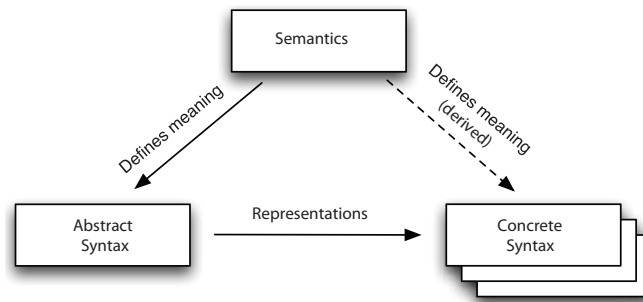 Semantics
Defines meaning
Defines meaning
(derived)
Abstract
Syntax
Representations
Concrete
Syntax